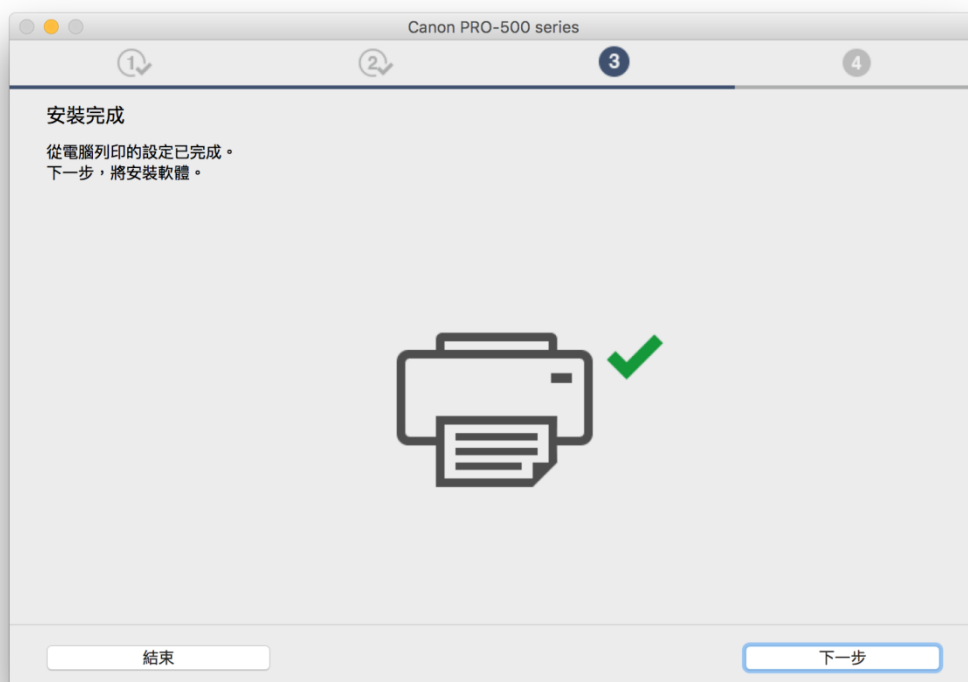 Canon PRO-500 series
1
2
3
4
安裝完成
從電腦列印的設定已完成。
下一步，將安裝軟體。
結束
下一步